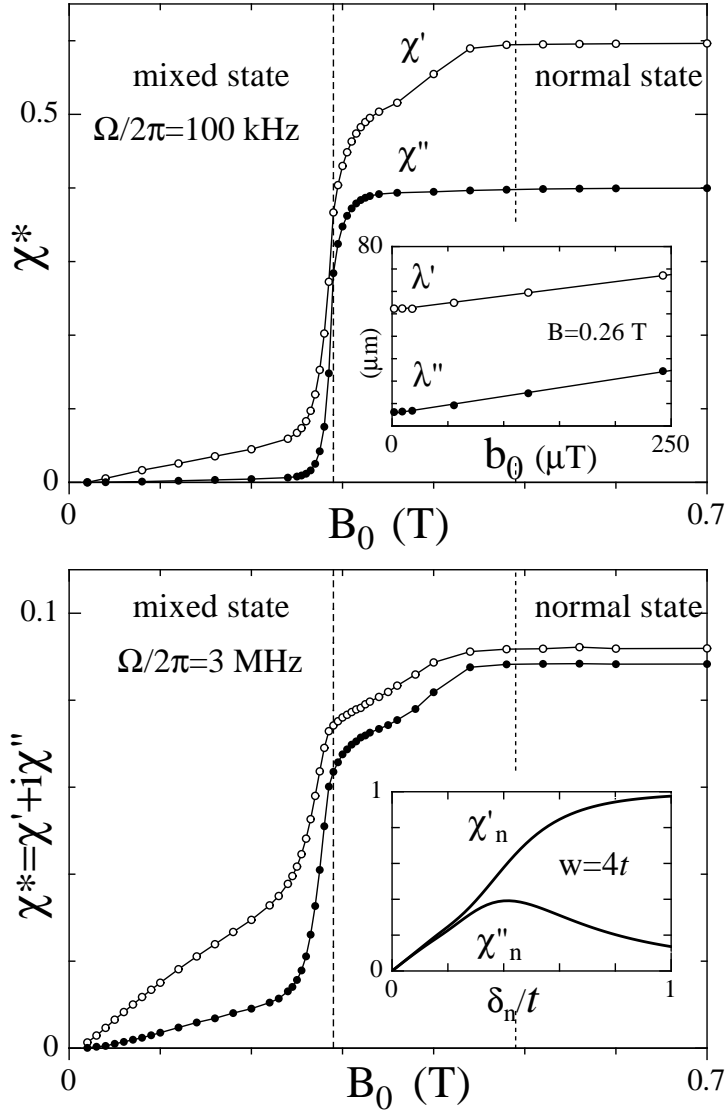 χ'
mixed state
normal state
0.5
Ω/2π=100 kHz
χ"
χ*
80
λ'
(μm)
B=0.26 T
λ"
0
250
b₀ (μT)
0
0
0.7
B₀ (T)
0.1
mixed state
normal state
Ω/2π=3 MHz
χ*=χ'+iχ"
1
χ'ₙ
w=4t
χ"ₙ
0
0
1
δₙ/t
0
0
0.7
B₀ (T)